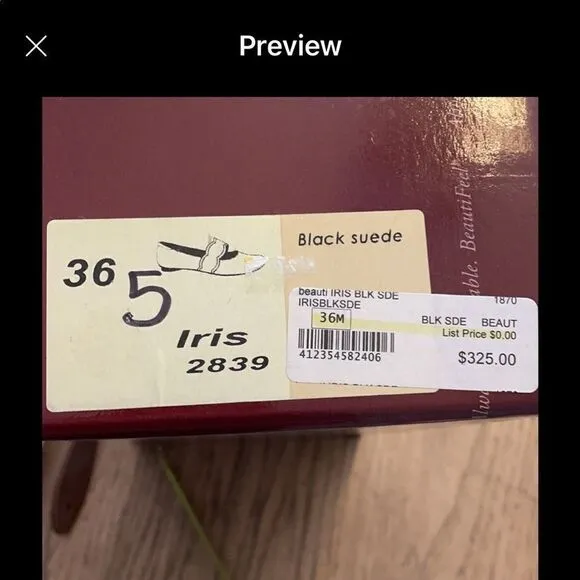 Preview
36
5
Iris
2839
Black suede
beauti IRIS BLK SDE
IRISBLKSDE
1870
36M
BLK SDE BEAUT
List Price $0.00
412354582406
$325.00
able. BeautiFeel